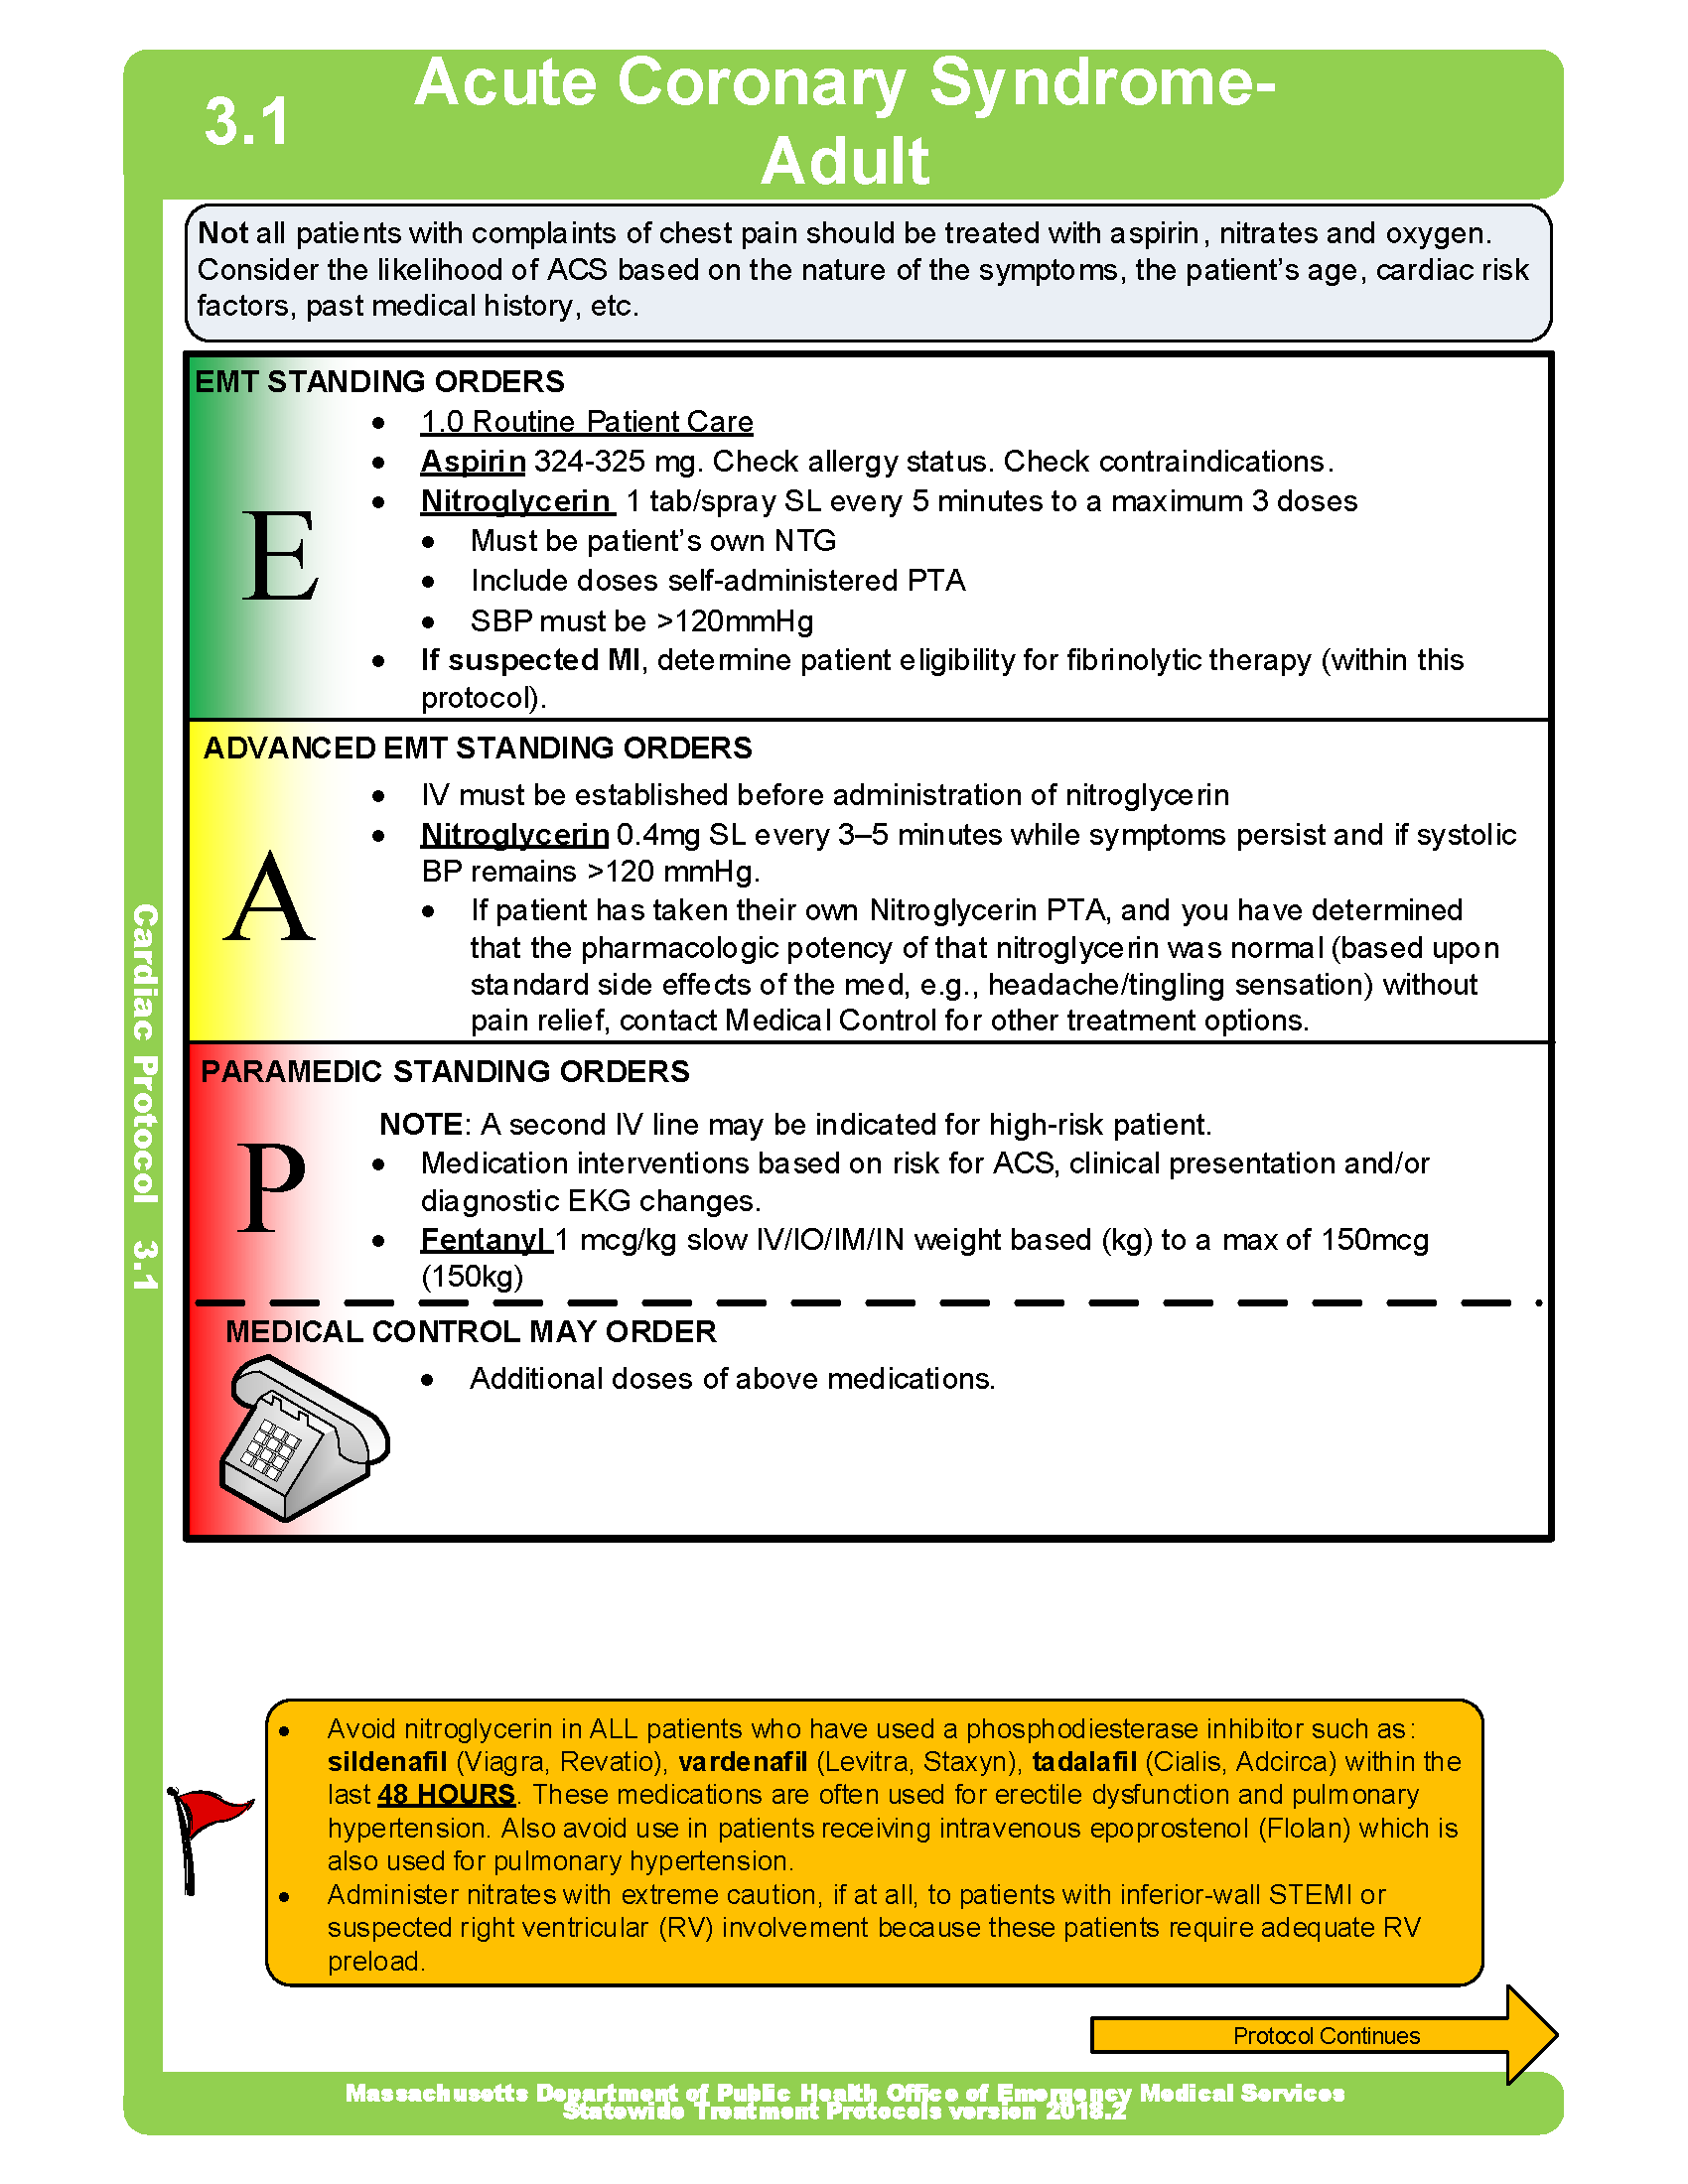 3.1
Acute Coronary Syndrome-
Adult
Not all patients with complaints of chest pain should be treated with aspirin, nitrates and oxygen.
Consider the likelihood of ACS based on the nature of the symptoms, the patient's age, cardiac risk
factors, past medical history, etc.
EMT STANDING ORDERS
E
• 1.0 Routine Patient Care
• Aspirin 324-325 mg. Check allergy status. Check contraindications.
• Nitroglycerin 1 tab/spray SL every 5 minutes to a maximum 3 doses
• Must be patient's own NTG
• Include doses self-administered PTA
• SBP must be >120mmHg
• If suspected MI, determine patient eligibility for fibrinolytic therapy (within this
protocol).
ADVANCED EMT STANDING ORDERS
A
• IV must be established before administration of nitroglycerin
• Nitroglycerin 0.4mg SL every 3–5 minutes while symptoms persist and if systolic
BP remains >120 mmHg.
• If patient has taken their own Nitroglycerin PTA, and you have determined
that the pharmacologic potency of that nitroglycerin was normal (based upon
standard side effects of the med, e.g., headache/tingling sensation) without
pain relief, contact Medical Control for other treatment options.
PARAMEDIC STANDING ORDERS
P
NOTE: A second IV line may be indicated for high-risk patient.
• Medication interventions based on risk for ACS, clinical presentation and/or
diagnostic EKG changes.
• Fentanyl 1 mcg/kg slow IV/IO/IM/IN weight based (kg) to a max of 150mcg
(150kg)
MEDICAL CONTROL MAY ORDER
• Additional doses of above medications.
• Avoid nitroglycerin in ALL patients who have used a phosphodiesterase inhibitor such as:
sildenafil (Viagra, Revatio), vardenafil (Levitra, Staxyn), tadalafil (Cialis, Adcirca) within the
last 48 HOURS. These medications are often used for erectile dysfunction and pulmonary
hypertension. Also avoid use in patients receiving intravenous epoprostenol (Flolan) which is
also used for pulmonary hypertension.
• Administer nitrates with extreme caution, if at all, to patients with inferior-wall STEMI or
suspected right ventricular (RV) involvement because these patients require adequate RV
preload.
Protocol Continues
Cardiac Protocol 3.1
Massachusetts Department of Public Health Office of Emergency Medical Services
Statewide Treatment Protocols version 2018.2